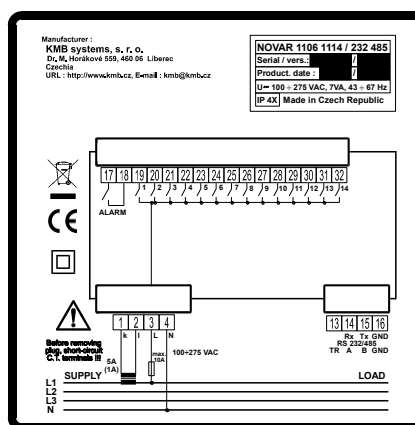 Manufacturer :
KMB systems, s. r. o.
Dr. M. Horákové 559, 460 06 Liberec
Czechia
URL : http://www.kmb.cz, E-mail : kmb@kmb.cz
NOVAR 1106 1114 / 232 485
Serial / vers.: /
Product. date : /
U~ 100 ÷ 275 VAC, 7VA, 43 ÷ 67 Hz
IP 4X Made in Czech Republic
17 18 19 20 21 22 23 24 25 26 27 28 29 30 31 32
1 2 3 4 5 6 7 8 9 10 11 12 13 14
ALARM
CE
1 2 3 4
k l L N
13 14 15 16
Rx Tx GND
RS 232/485
TR A B GND
Before removing
plug, short-circuit
C.T. terminals !!!
5A
(1A)
max.
10A
100÷275 VAC
SUPPLY LOAD
L1
L2
L3
N